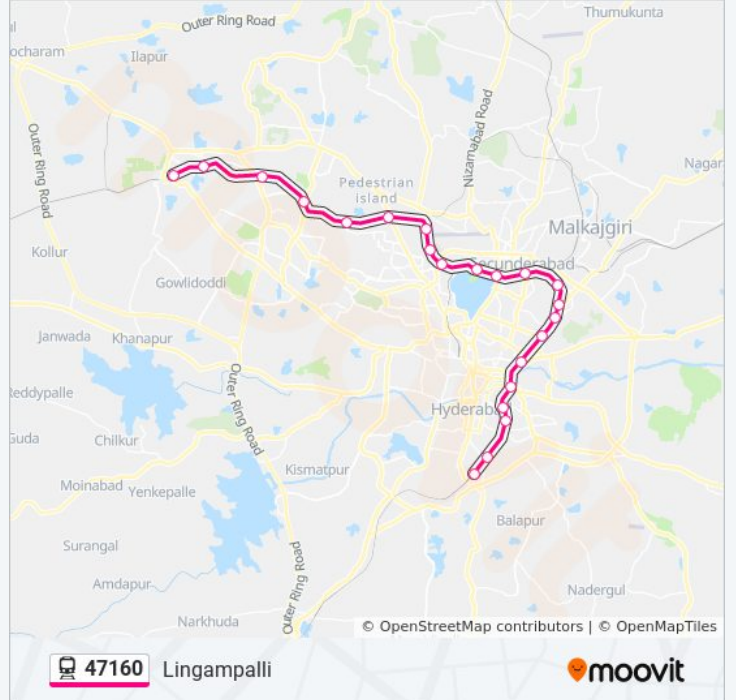 Thumukunta
Outer Ring Road
ocharam
Ilapur
Outer Ring Road
Nizamabad Road
Nagar
Pedestrian
island
Malkajgiri
Kollur
Secunderabad
Gowlidoddi
Janwada
Khanapur
Outer Ring Road
eddypalle
Hyderabad
Guda
Chilkur
Kismatpur
Moinabad
Yenkepalle
Balapur
Surangal
Outer Ring Road
Amdapur
Nadergul
Narkhuda
© OpenStreetMap contributors | © OpenMapTiles
47160 Lingampalli
moovit